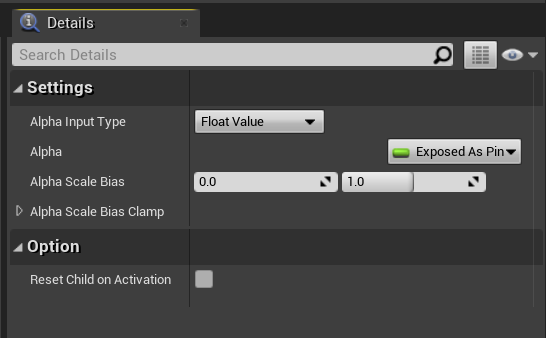 Details
Search Details
Settings
Alpha Input Type Float Value
Alpha Exposed As Pin
Alpha Scale Bias 0.0 1.0
Alpha Scale Bias Clamp
Option
Reset Child on Activation